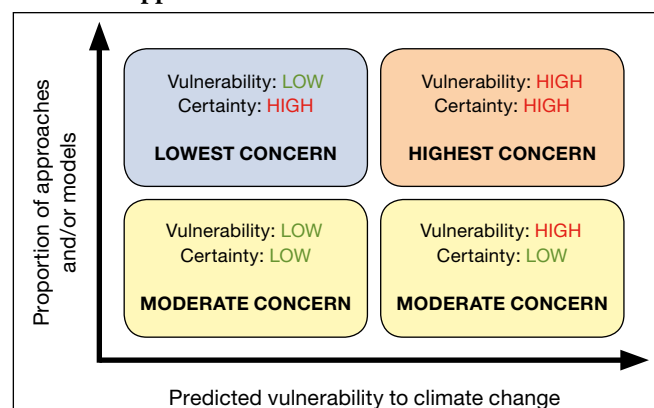 Proportion of approaches
and/or models
Vulnerability: LOW
Certainty: HIGH
LOWEST CONCERN
Vulnerability: HIGH
Certainty: HIGH
HIGHEST CONCERN
Vulnerability: LOW
Certainty: LOW
MODERATE CONCERN
Vulnerability: HIGH
Certainty: LOW
MODERATE CONCERN
Predicted vulnerability to climate change